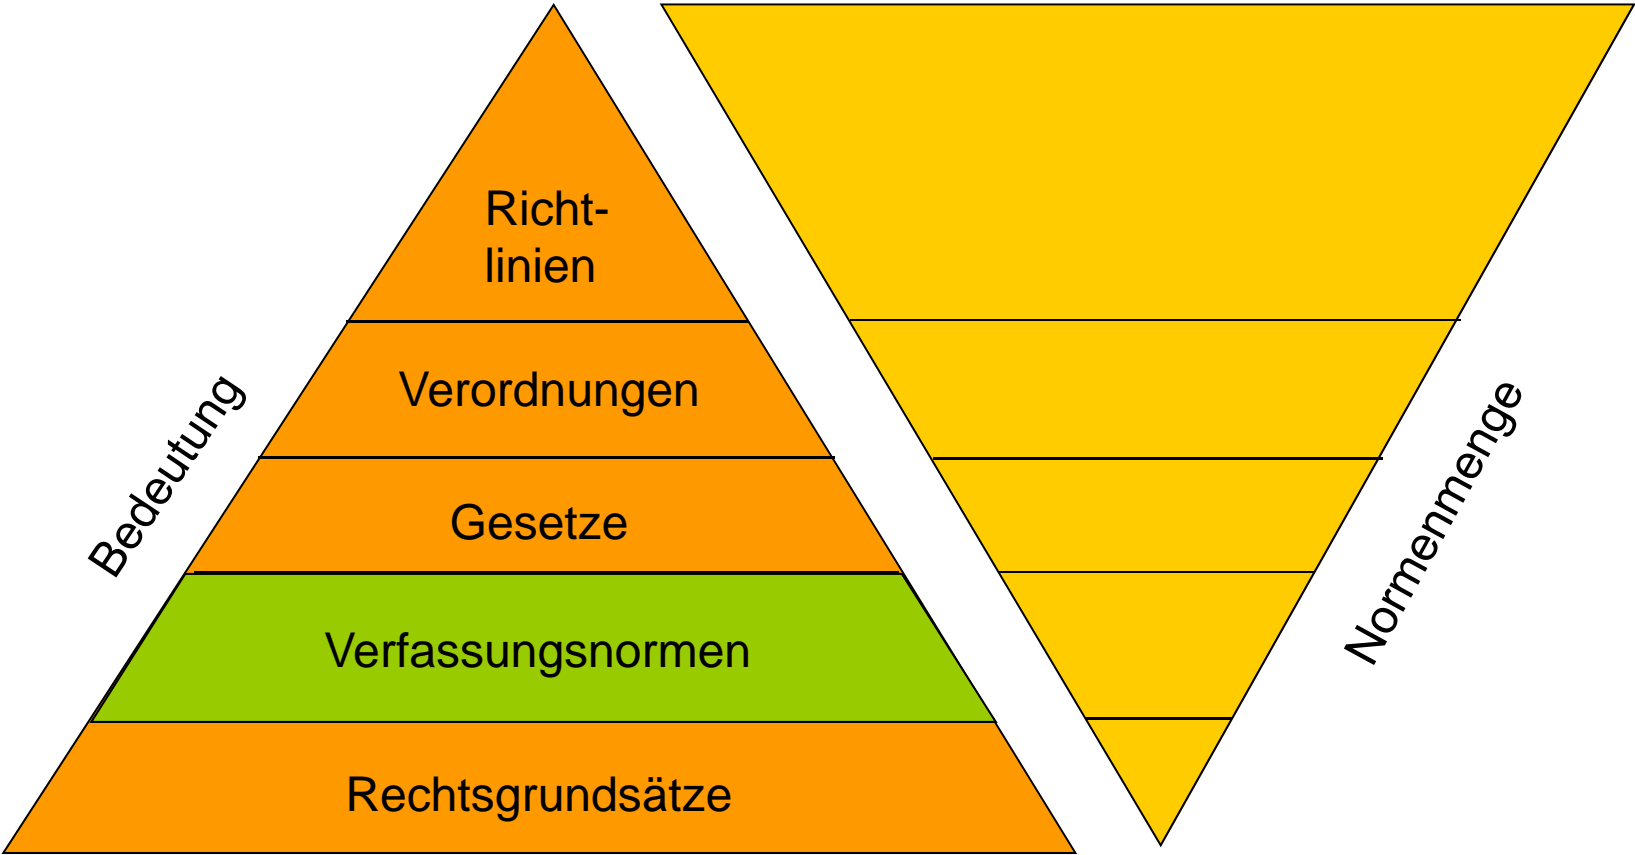 Richt-
linien
Verordnungen
Gesetze
Verfassungsnormen
Rechtsgrundsätze
Bedeutung
Normenmenge